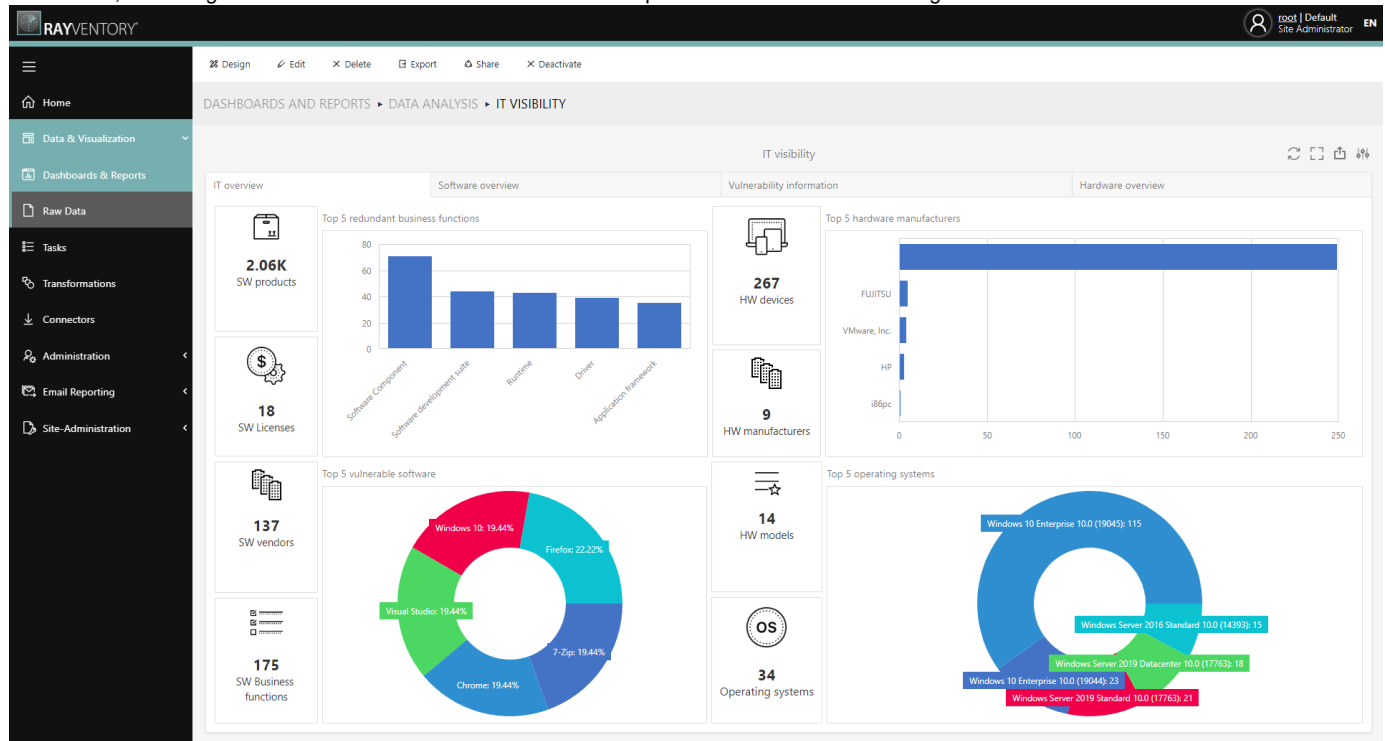 RAYVENTORY
root | Default
Site Administrator
EN
Design
Edit
Delete
Export
Share
Deactivate
Home
Data & Visualization
Dashboards & Reports
Raw Data
Tasks
Transformations
Connectors
Administration
Email Reporting
Site-Administration
DASHBOARDS AND REPORTS ▸ DATA ANALYSIS ▸ IT VISIBILITY
IT visibility
IT overview
Software overview
Vulnerability information
Hardware overview
2.06K
SW products
18
SW Licenses
137
SW vendors
175
SW Business
functions
Top 5 redundant business functions
80
60
40
20
0
Software Component
Software development suite
Runtime
Driver
Application framework
Top 5 vulnerable software
Windows 10: 19.44%
Firefox: 22.22%
Visual Studio: 19.44%
7-Zip: 19.44%
Chrome: 19.44%
267
HW devices
9
HW manufacturers
14
HW models
OS
34
Operating systems
Top 5 hardware manufacturers
FUJITSU
VMware, Inc.
HP
i86pc
0
50
100
150
200
250
Top 5 operating systems
Windows 10 Enterprise 10.0 (19045): 115
Windows Server 2016 Standard 10.0 (14393): 15
Windows Server 2019 Datacenter 10.0 (17763): 18
Windows 10 Enterprise 10.0 (19044): 23
Windows Server 2019 Standard 10.0 (17763): 21